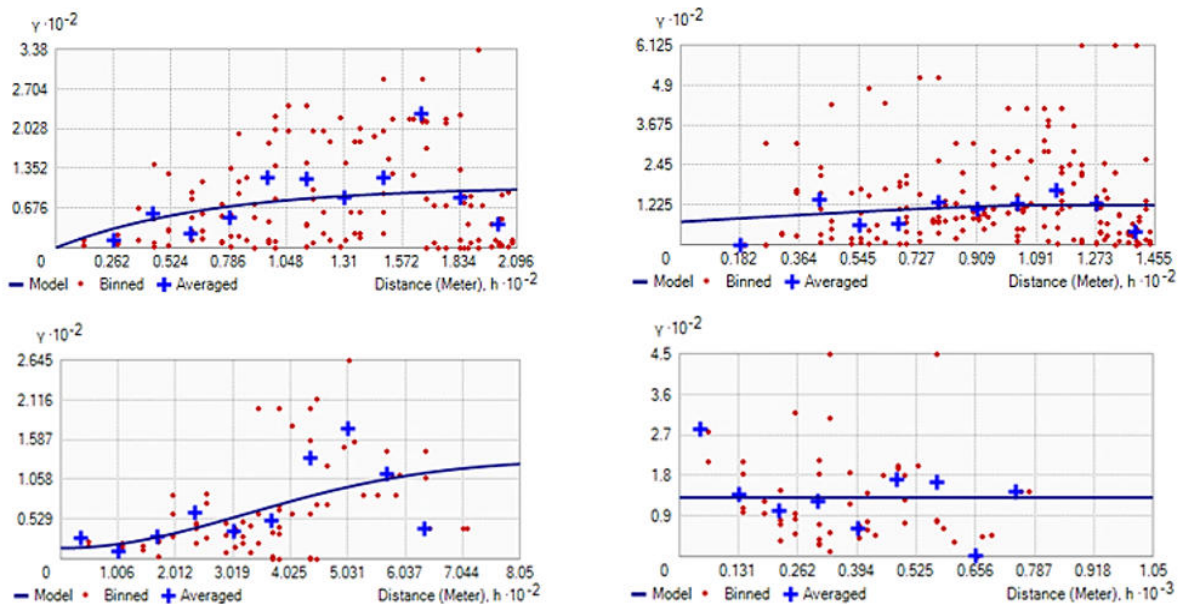 γ ·10⁻²
3.38
2.704
2.028
1.352
0.676
0 0.262 0.524 0.786 1.048 1.31 1.572 1.834 2.096
Model Binned Averaged Distance (Meter), h ·10⁻²
γ ·10⁻²
6.125
4.9
3.675
2.45
1.225
0 0.182 0.364 0.545 0.727 0.909 1.091 1.273 1.455
Model Binned Averaged Distance (Meter), h ·10⁻²
γ ·10⁻²
2.645
2.116
1.587
1.058
0.529
0 1.006 2.012 3.019 4.025 5.031 6.037 7.044 8.05
Model Binned Averaged Distance (Meter), h ·10⁻²
γ ·10⁻²
4.5
3.6
2.7
1.8
0.9
0 0.131 0.262 0.394 0.525 0.656 0.787 0.918 1.05
Model Binned Averaged Distance (Meter), h ·10⁻³